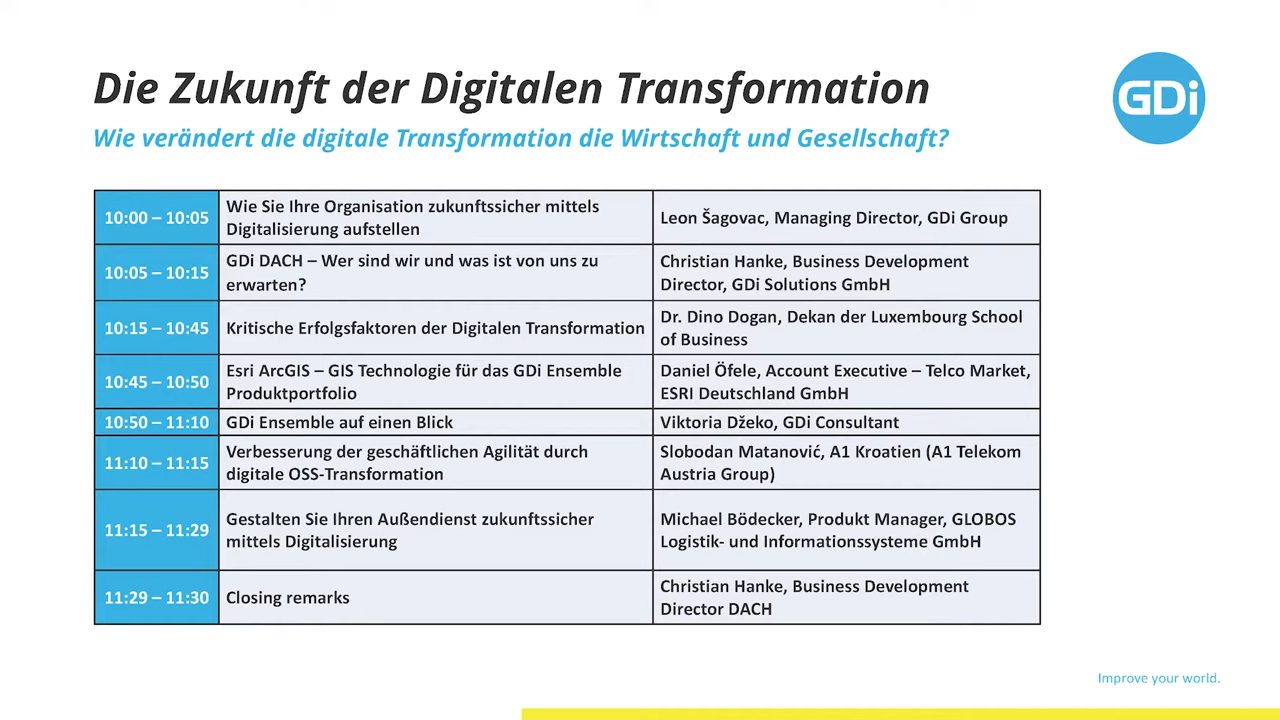 Die Zukunft der Digitalen Transformation
Wie verändert die digitale Transformation die Wirtschaft und Gesellschaft?
GDi
10:00 – 10:05
Wie Sie Ihre Organisation zukunftssicher mittels
Digitalisierung aufstellen
Leon Šagovac, Managing Director, GDi Group
10:05 – 10:15
GDi DACH – Wer sind wir und was ist von uns zu
erwarten?
Christian Hanke, Business Development
Director, GDi Solutions GmbH
10:15 – 10:45
Kritische Erfolgsfaktoren der Digitalen Transformation
Dr. Dino Dogan, Dekan der Luxembourg School
of Business
10:45 – 10:50
Esri ArcGIS – GIS Technologie für das GDi Ensemble
Produktportfolio
Daniel Öfele, Account Executive – Telco Market,
ESRI Deutschland GmbH
10:50 – 11:10
GDi Ensemble auf einen Blick
Viktoria Džeko, GDi Consultant
11:10 – 11:15
Verbesserung der geschäftlichen Agilität durch
digitale OSS-Transformation
Slobodan Matanović, A1 Kroatien (A1 Telekom
Austria Group)
11:15 – 11:29
Gestalten Sie Ihren Außendienst zukunftssicher
mittels Digitalisierung
Michael Bödecker, Produkt Manager, GLOBOS
Logistik- und Informationssysteme GmbH
11:29 – 11:30
Closing remarks
Christian Hanke, Business Development
Director DACH
Improve your world.